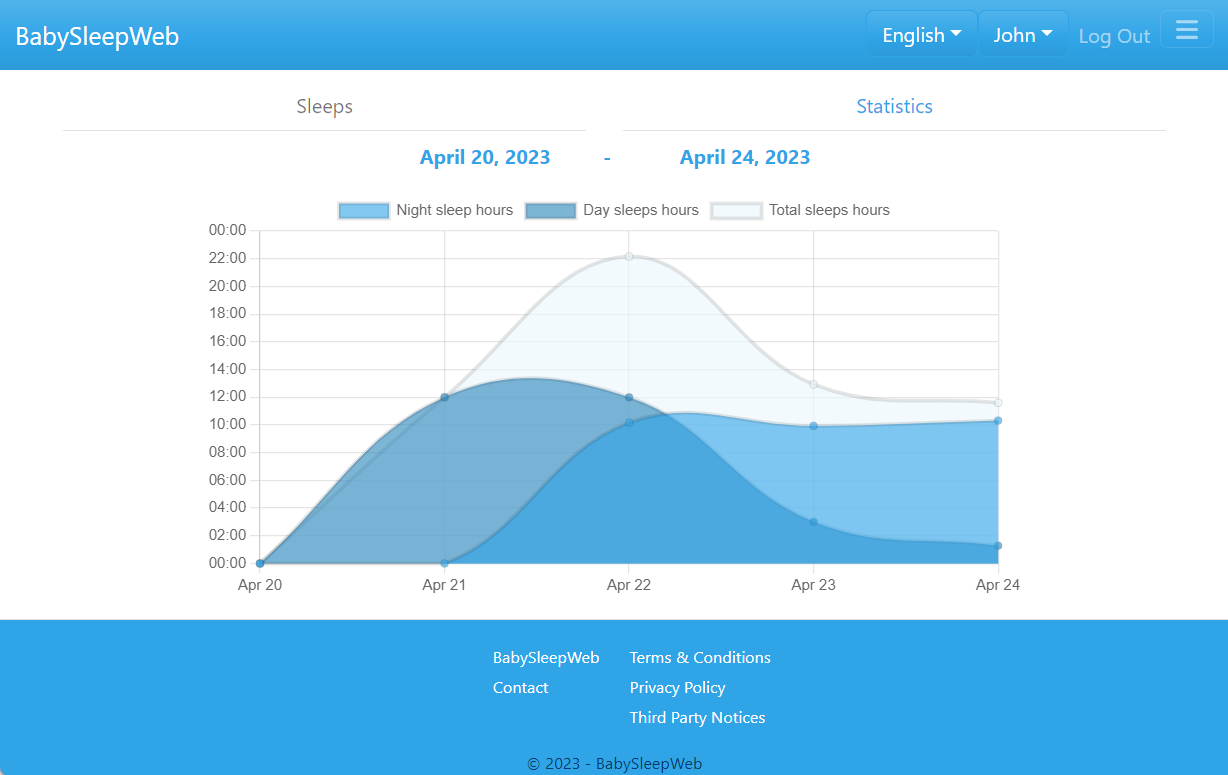 BabySleepWeb
English
John
Log Out
Sleeps
Statistics
April 20, 2023 - April 24, 2023
Night sleep hours
Day sleeps hours
Total sleeps hours
00:00
22:00
20:00
18:00
16:00
14:00
12:00
10:00
08:00
06:00
04:00
02:00
00:00
Apr 20
Apr 21
Apr 22
Apr 23
Apr 24
BabySleepWeb
Contact
Terms & Conditions
Privacy Policy
Third Party Notices
© 2023 - BabySleepWeb